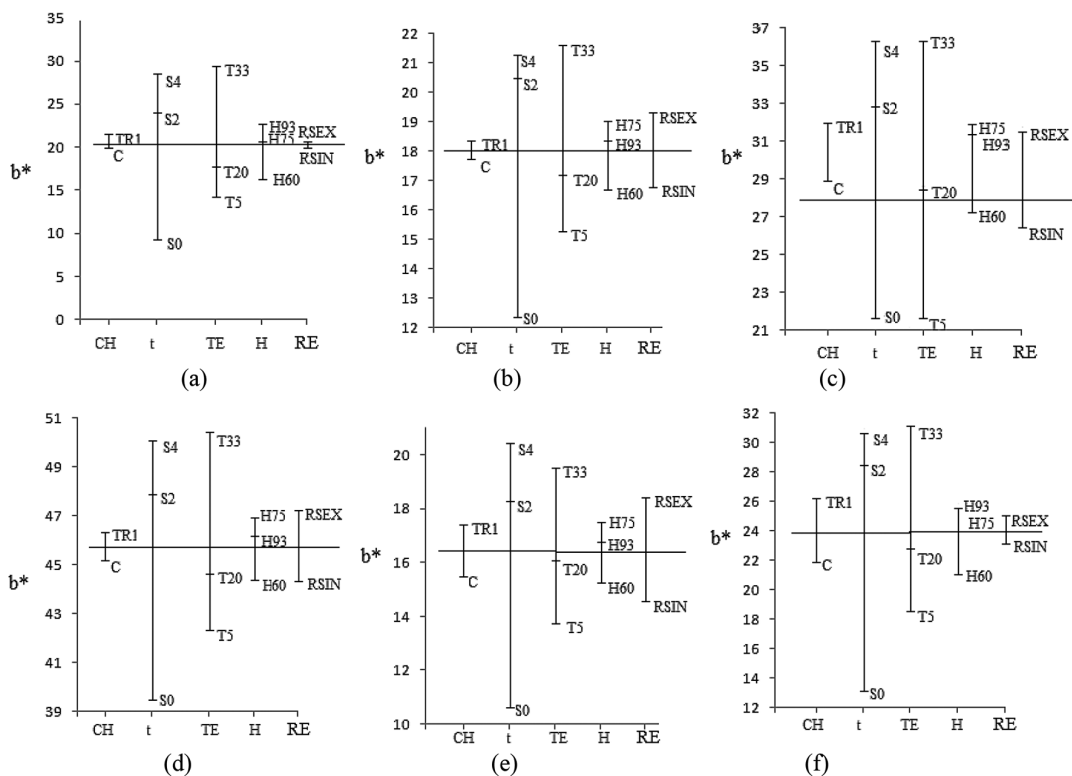 35
30
25
20
15
10
5
0
b*
TR1
C
S4
S2
S0
T33
T20
T5
H93
H75
H60
RSEX
RSIN
CH t TE H RE
(a)
22
21
20
19
18
17
16
15
14
13
12
b*
TR1
C
S4
S2
S0
T33
T20
T5
H75
H93
H60
RSEX
RSIN
CH t TE H RE
(b)
37
35
33
31
29
27
25
23
21
b*
TR1
C
S4
S2
S0
T33
T20
T5
H75
H93
H60
RSEX
RSIN
CH t TE H RE
(c)
51
49
47
45
43
41
39
b*
TR1
C
S4
S2
S0
T33
T20
T5
H75
H93
H60
RSEX
RSIN
CH t TE H RE
(d)
20
18
16
14
12
10
b*
TR1
C
S4
S2
S0
T33
T20
T5
H75
H93
H60
RSEX
RSIN
CH t TE H RE
(e)
32
30
28
26
24
22
20
18
16
14
12
b*
TR1
C
S4
S2
S0
T33
T20
T5
H93
H75
H60
RSEX
RSIN
CH t TE H RE
(f)